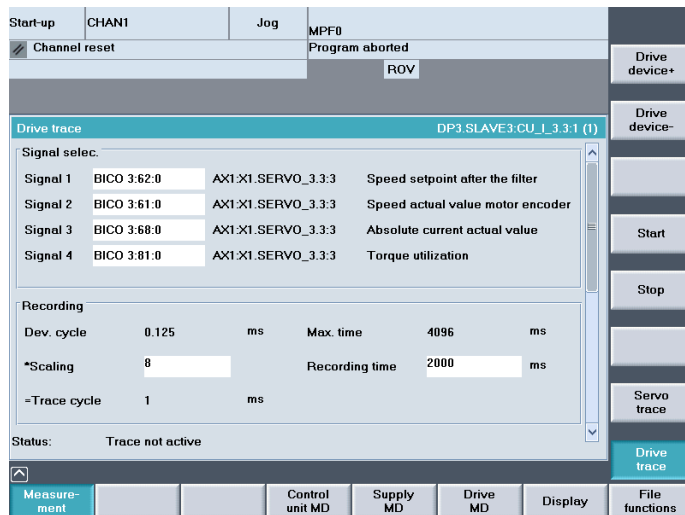 Start-up CHAN1 Jog MPF0
Channel reset Program aborted
ROV
Drive device+
Drive device-
Drive trace DP3.SLAVE3:CU_I_3.3:1 (1)
Signal selec.
Signal 1 BICO 3:62:0 AX1:X1.SERVO_3.3:3 Speed setpoint after the filter
Signal 2 BICO 3:61:0 AX1:X1.SERVO_3.3:3 Speed actual value motor encoder
Signal 3 BICO 3:68:0 AX1:X1.SERVO_3.3:3 Absolute current actual value
Signal 4 BICO 3:81:0 AX1:X1.SERVO_3.3:3 Torque utilization
Start
Stop
Recording
Dev. cycle 0.125 ms Max. time 4096 ms
*Scaling 8 Recording time 2000 ms
=Trace cycle 1 ms
Servo trace
Status: Trace not active
Drive trace
Measure-
ment
Control
unit MD
Supply
MD
Drive
MD
Display
File
functions